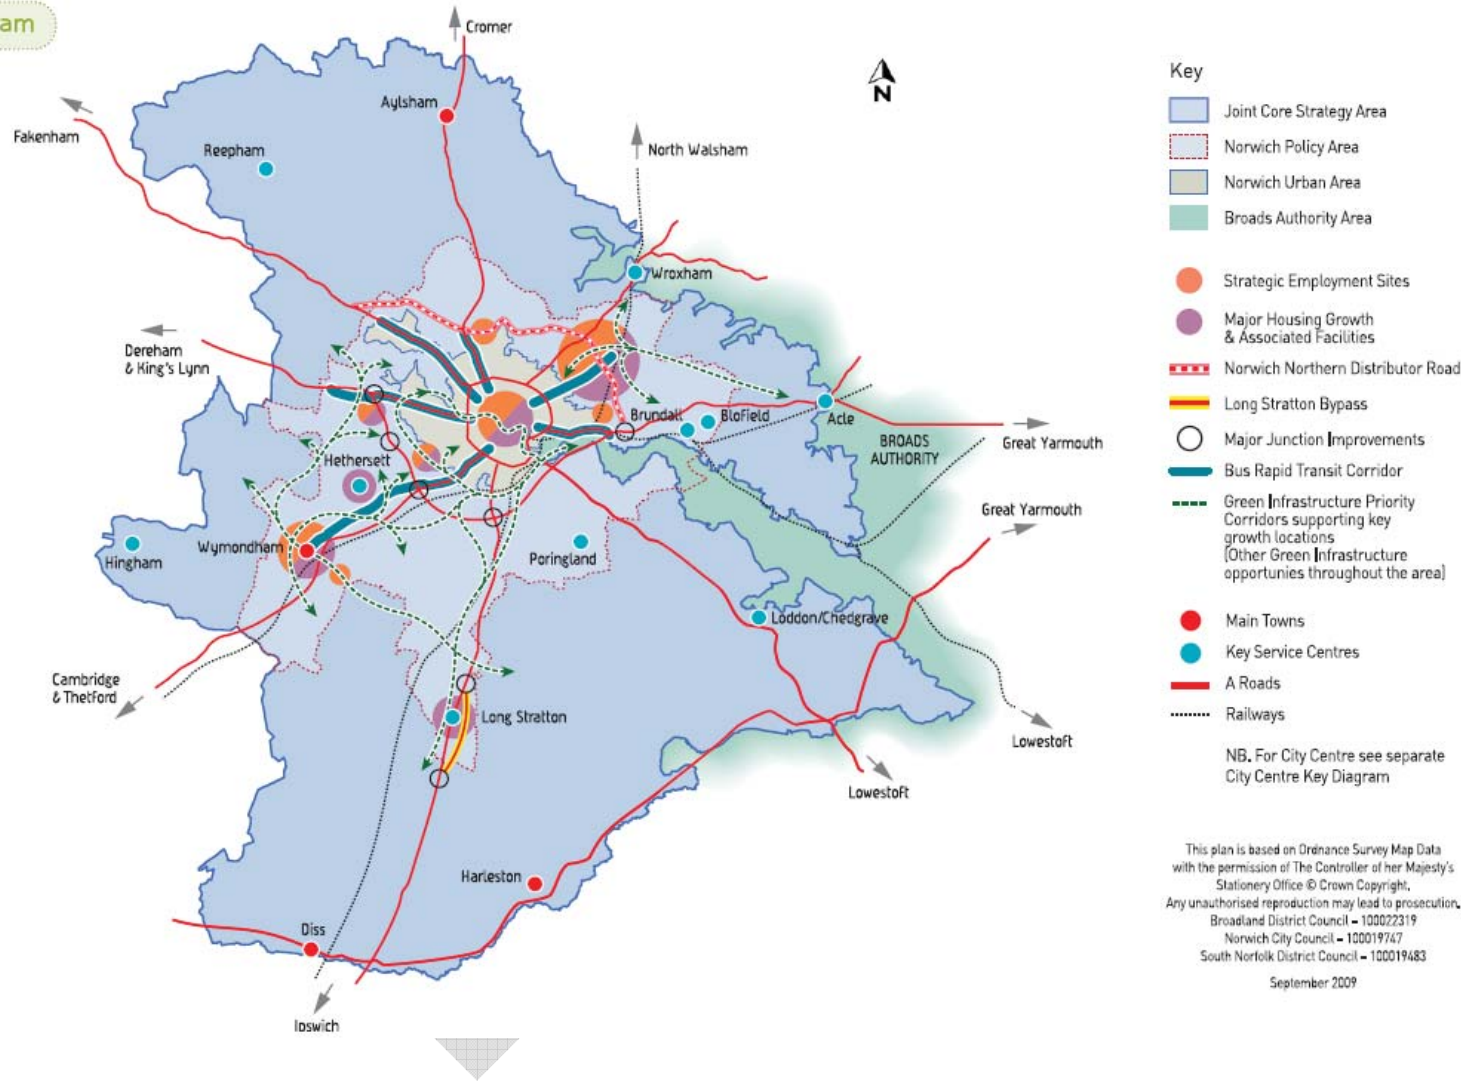 am
Cromer
Aylsham
Fakenham
Reepham
North Walsham
Wroxham
Dereham
& King's Lynn
Brundall
Blofield
Acle
BROADS
AUTHORITY
Great Yarmouth
Hethersett
Great Yarmouth
Wymondham
Hingham
Poringland
Loddon/Chedgrave
Cambridge
& Thetford
Long Stratton
Lowestoft
Lowestoft
Harleston
Diss
Ipswich
N
Key
Joint Core Strategy Area
Norwich Policy Area
Norwich Urban Area
Broads Authority Area
Strategic Employment Sites
Major Housing Growth
& Associated Facilities
Norwich Northern Distributor Road
Long Stratton Bypass
Major Junction Improvements
Bus Rapid Transit Corridor
Green Infrastructure Priority
Corridors supporting key
growth locations
(Other Green Infrastructure
opportunies throughout the area)
Main Towns
Key Service Centres
A Roads
Railways
NB. For City Centre see separate
City Centre Key Diagram
This plan is based on Ordnance Survey Map Data
with the permission of The Controller of her Majesty's
Stationery Office © Crown Copyright.
Any unauthorised reproduction may lead to prosecution.
Broadland District Council – 100022319
Norwich City Council – 100019747
South Norfolk District Council – 100019483
September 2009